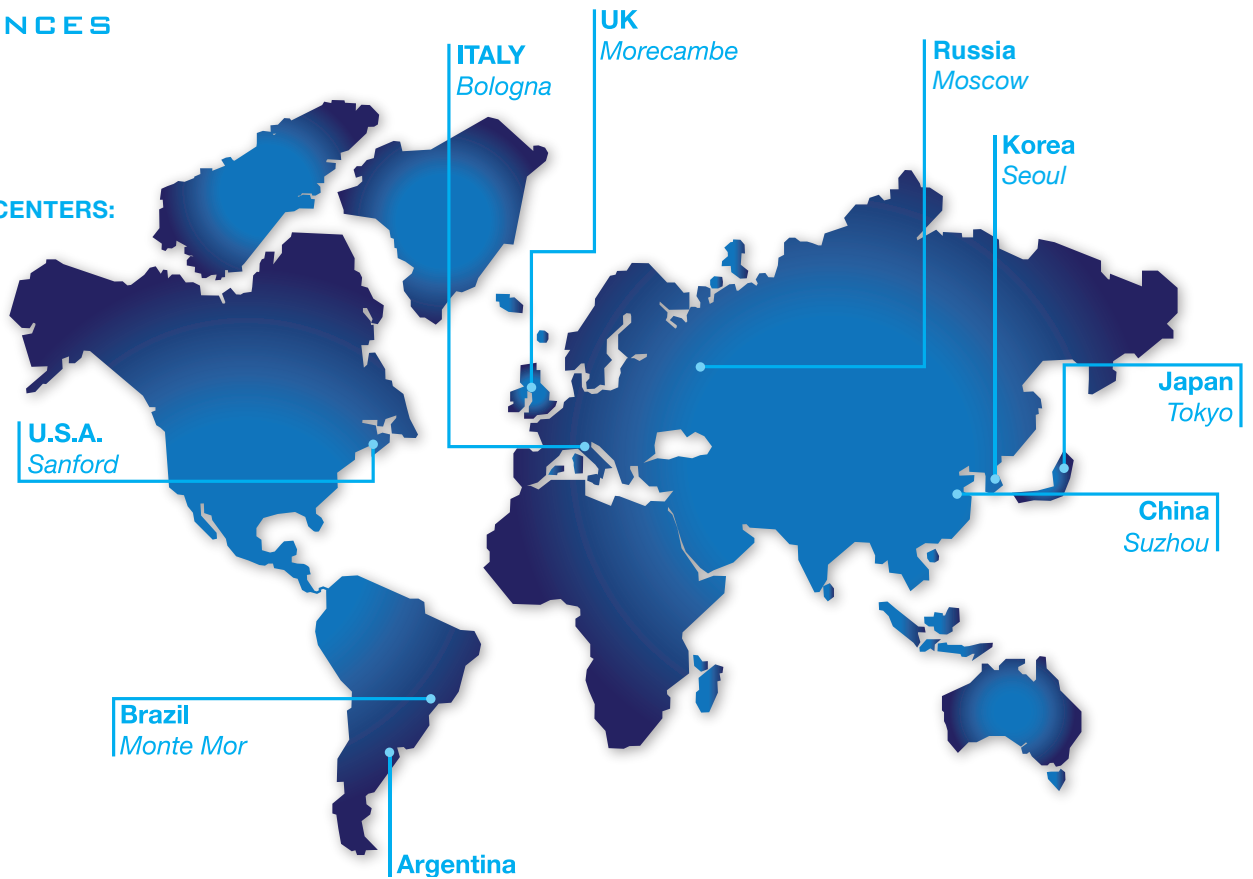 NCES
UK
Morecambe
ITALY
Bologna
Russia
Moscow
Korea
Seoul
CENTERS:
Japan
Tokyo
U.S.A.
Sanford
China
Suzhou
Brazil
Monte Mor
Argentina